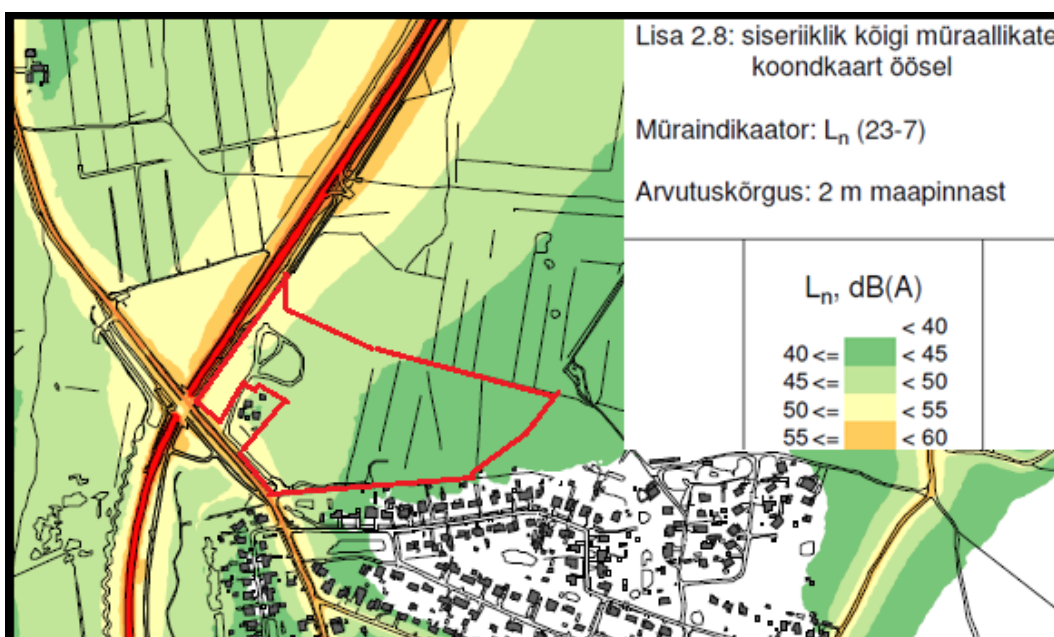 Lisa 2.8: siseriiklik kõigi müraallikate
koondkaart öösel
Müraindikaator: Ln (23-7)
Arvutuskõrgus: 2 m maapinnast
Ln, dB(A)
< 40
40 <= < 45
45 <= < 50
50 <= < 55
55 <= < 60